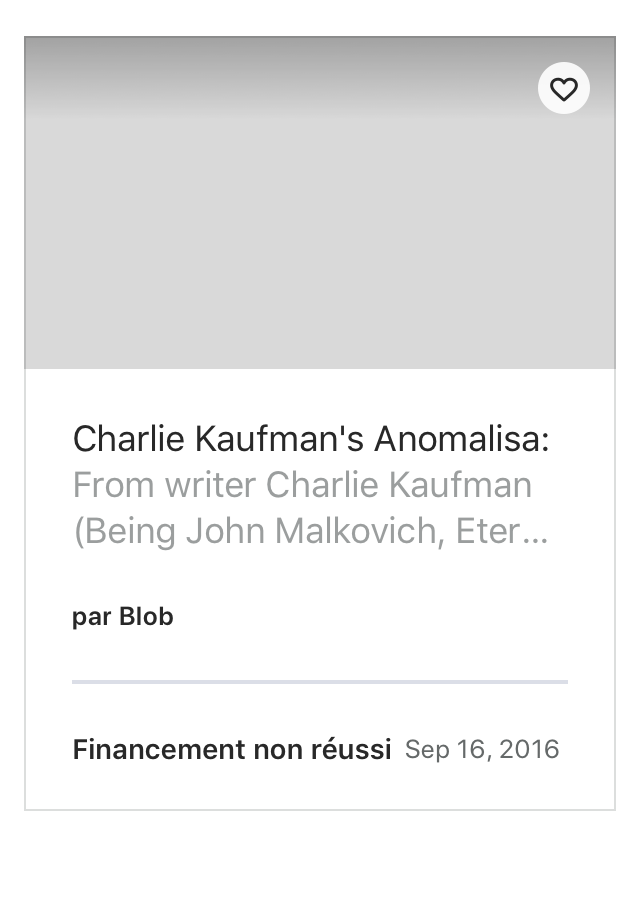 Charlie Kaufman's Anomalisa:
From writer Charlie Kaufman
(Being John Malkovich, Eter...
par Blob
Financement non réussi Sep 16, 2016